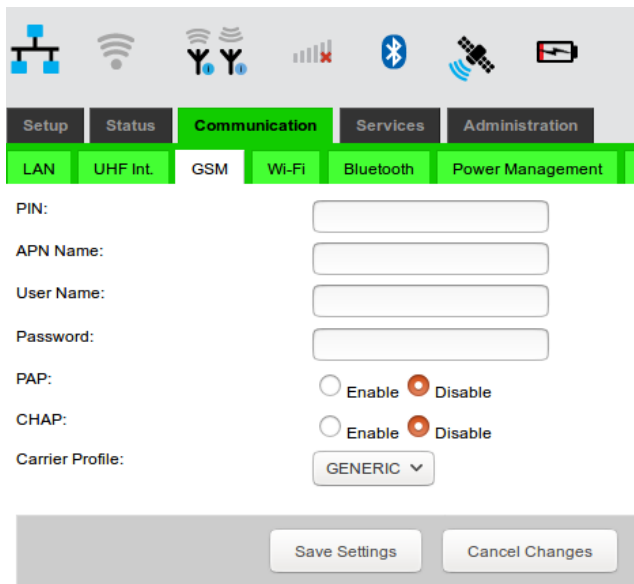 Setup Status Communication Services Administration
LAN UHF Int. GSM Wi-Fi Bluetooth Power Management
PIN:
APN Name:
User Name:
Password:
PAP: Enable Disable
CHAP: Enable Disable
Carrier Profile: GENERIC
Save Settings Cancel Changes